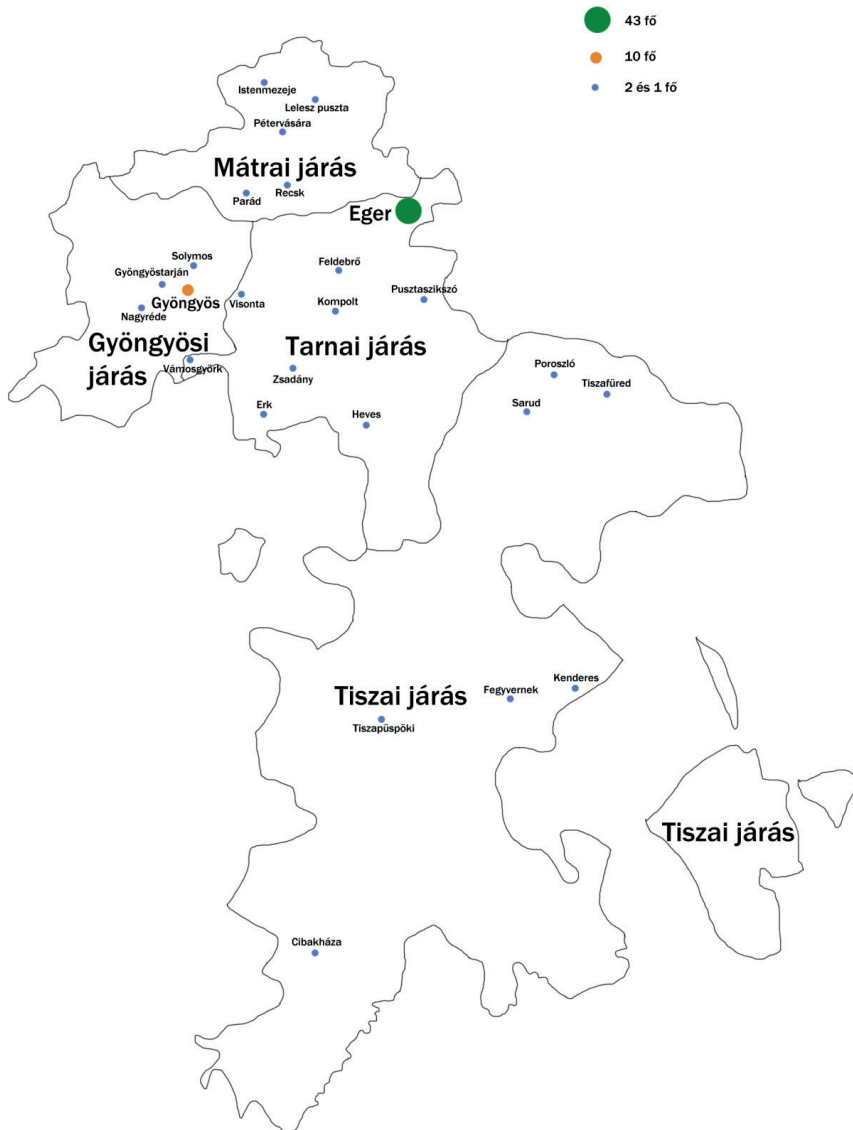 43 fő
10 fő
2 és 1 fő
Istenmezeje
Lelesz puszta
Pétervására
Mátrai járás
Parád
Recsk
Eger
Solymos
Feldebrő
Gyöngyöstarján
Pusztaszikszó
Gyöngyös
Visonta
Nagyréde
Kompolt
Gyöngyösi
járás
Tarnai járás
Vámosgyörk
Zsadány
Poroszló
Tiszafüred
Erk
Heves
Sarud
Tiszai járás
Fegyvernek
Kenderes
Tiszapüspöki
Tiszai járás
Cibakháza